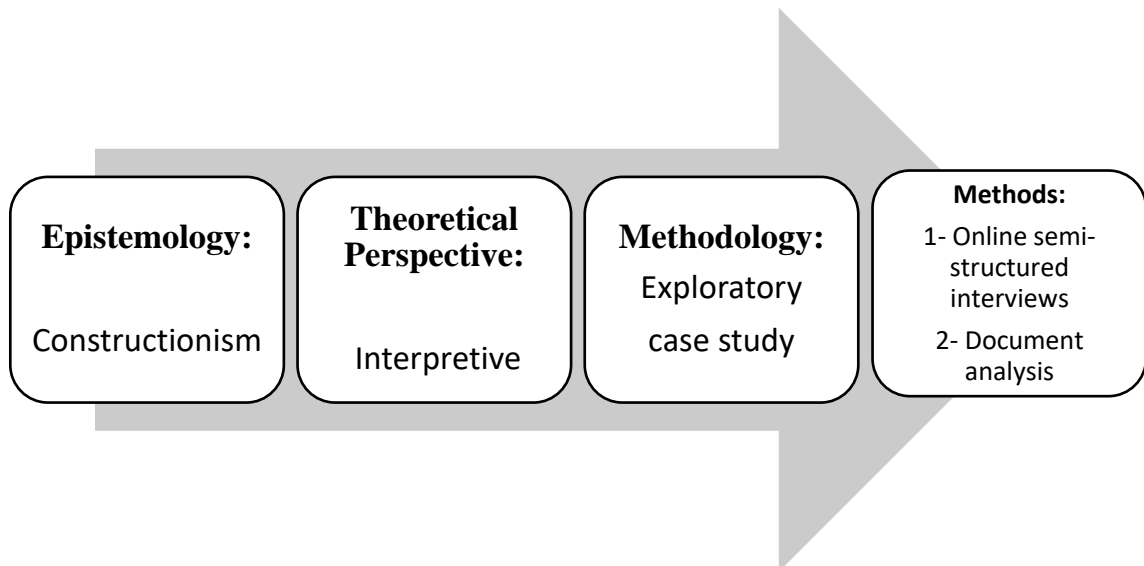 Epistemology:
Constructionism
Theoretical
Perspective:
Interpretive
Methodology:
Exploratory
case study
Methods:
1- Online semi-
structured
interviews
2- Document
analysis